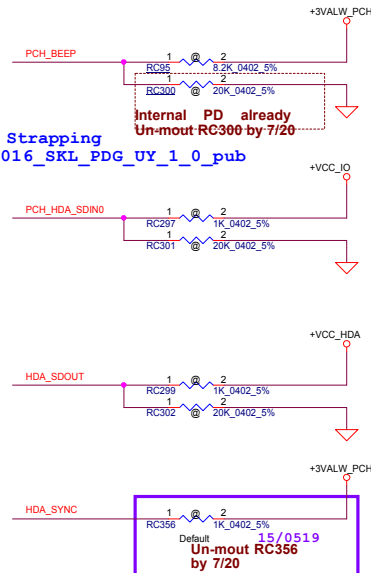 +3VALW_PCH
PCH_BEEP
1 @ 2
RC95 8.2K_0402_5%
1 2
RC300 @ 20K_0402_5%
Internal PD already
Un-mout RC300 by 7/20
Strapping
016_SKL_PDG_UY_1_0_pub
+VCC_IO
PCH_HDA_SDIN0
1 @ 2
RC297 1K_0402_5%
1 2
RC301 @ 20K_0402_5%
+VCC_HDA
HDA_SDOUT
1 @ 2
RC299 1K_0402_5%
1 2
RC302 @ 20K_0402_5%
+3VALW_PCH
HDA_SYNC
1 @ 2
RC356 1K_0402_5%
Default 15/0519
Un-mout RC356
by 7/20